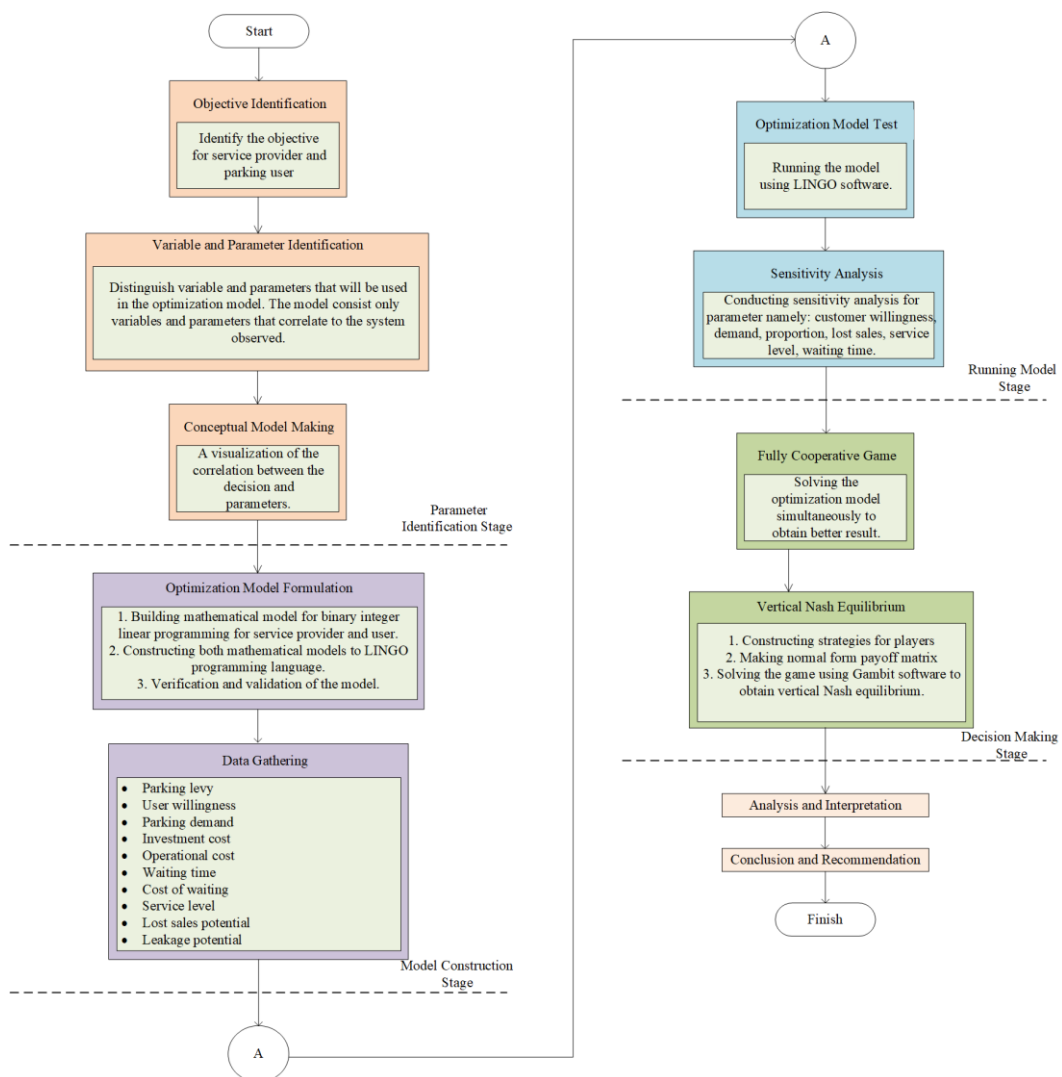 Start
Objective Identification
Identify the objective
for service provider and
parking user
Variable and Parameter Identification
Distinguish variable and parameters that will be used
in the optimization model. The model consist only
variables and parameters that correlate to the system
observed.
Conceptual Model Making
A visualization of the
correlation between the
decision and
parameters.
Parameter
Identification Stage
Optimization Model Formulation
1. Building mathematical model for binary integer
linear programming for service provider and user.
2. Constructing both mathematical models to LINGO
programming language.
3. Verification and validation of the model.
Data Gathering
● Parking levy
● User willingness
● Parking demand
● Investment cost
● Operational cost
● Waiting time
● Cost of waiting
● Service level
● Lost sales potential
● Leakage potential
Model Construction
Stage
A
A
Optimization Model Test
Running the model
using LINGO software.
Sensitivity Analysis
Conducting sensitivity analysis for
parameter namely: customer willingness,
demand, proportion, lost sales, service
level, waiting time.
Running Model
Stage
Fully Cooperative Game
Solving the
optimization model
simultaneously to
obtain better result.
Vertical Nash Equilibrium
1. Constructing strategies for players
2. Making normal form payoff matrix
3. Solving the game using Gambit software to
obtain vertical Nash equilibrium.
Decision Making
Stage
Analysis and Interpretation
Conclusion and Recommendation
Finish